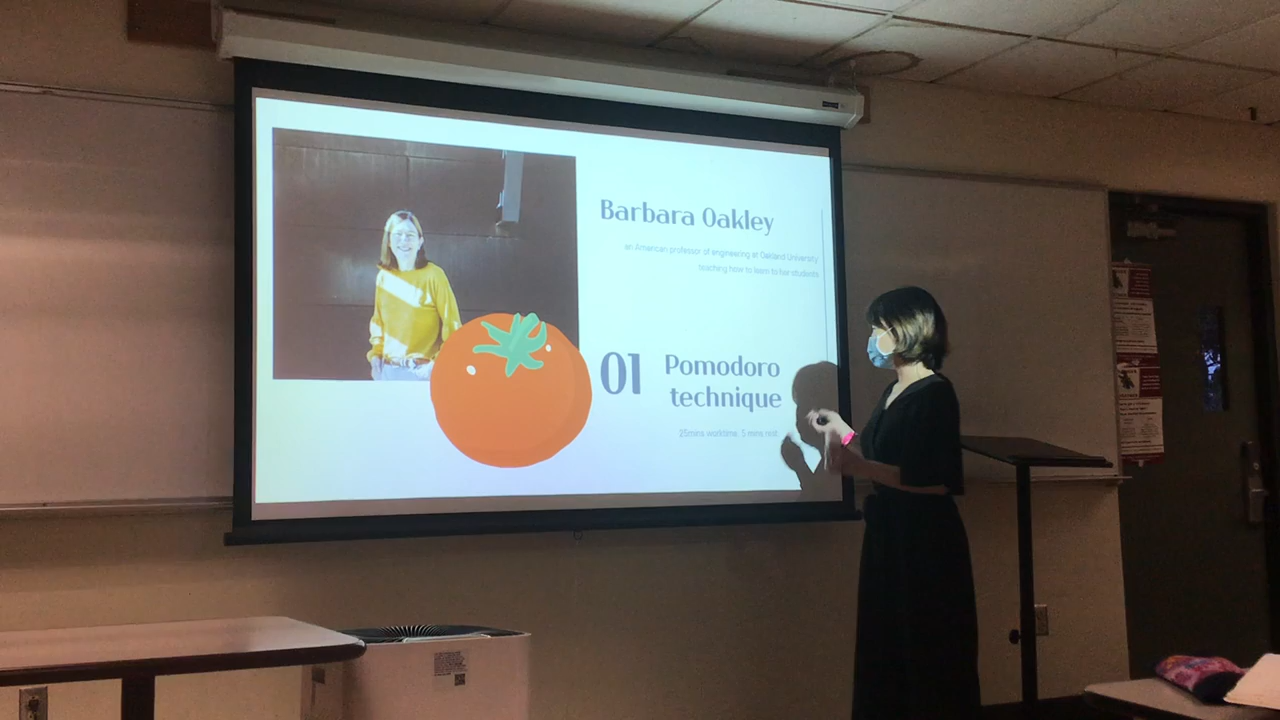 Barbara Oakley
an American professor of engineering at Oakland University
teaching how to learn to her students
01
Pomodoro
technique
25mins worktime, 5 mins rest